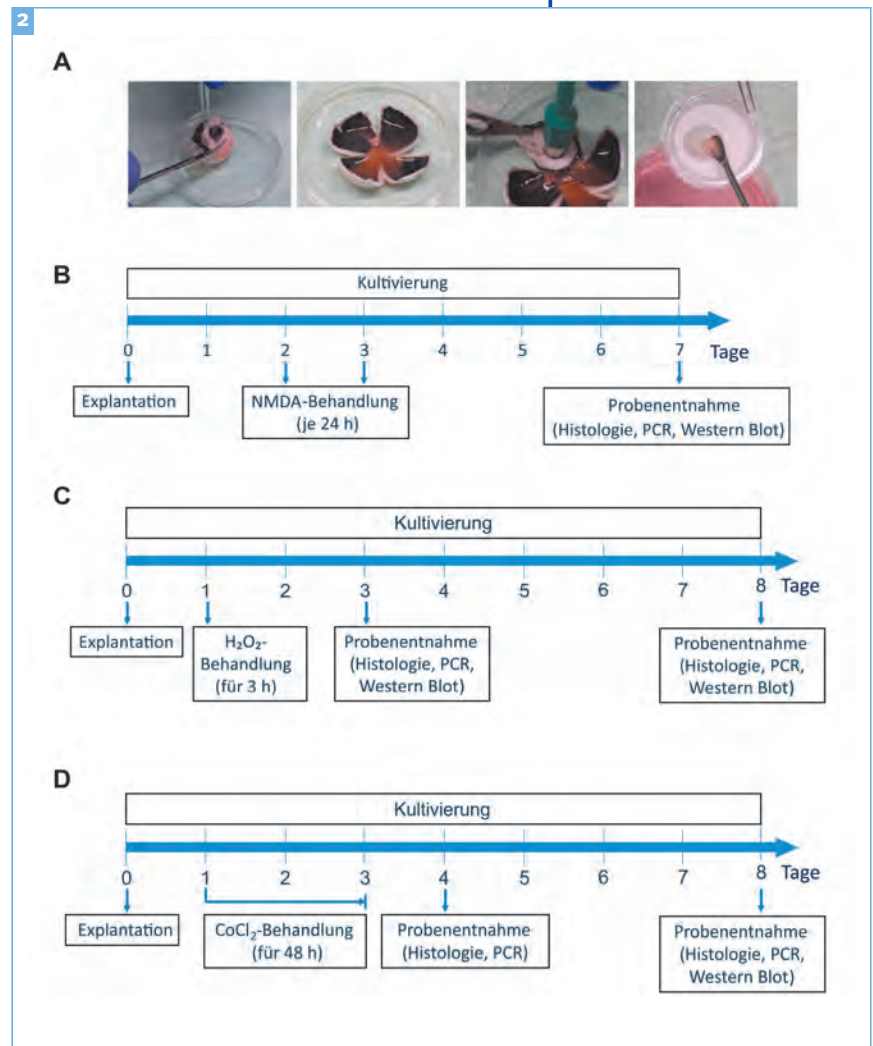 2
A
B
Kultivierung
0 1 2 3 4 5 6 7 Tage
Explantation
NMDA-Behandlung
(je 24 h)
Probenentnahme
(Histologie, PCR, Western Blot)
C
Kultivierung
0 1 2 3 4 5 6 7 8 Tage
Explantation
H₂O₂-
Behandlung
(für 3 h)
Probenentnahme
(Histologie, PCR,
Western Blot)
Probenentnahme
(Histologie, PCR,
Western Blot)
D
Kultivierung
0 1 2 3 4 5 6 7 8 Tage
Explantation
CoCl₂-Behandlung
(für 48 h)
Probenentnahme
(Histologie, PCR)
Probenentnahme
(Histologie, PCR,
Western Blot)